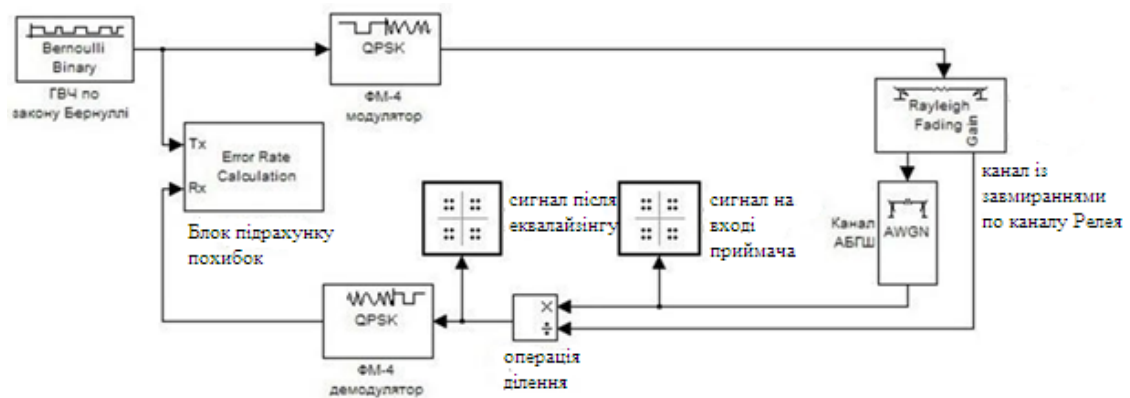 Bernoulli
Binary
ГВЧ по
закону Бернуллі
QPSK
ФМ-4
модулятор
Rayleigh
Fading
Gain
канал із
завмираннями
по каналу Релея
Tx
Rx
Error Rate
Calculation
Блок підрахунку
похибок
сигнал після
еквалайзінгу
сигнал на
вході
приймача
Канал
АБГШ
AWGN
QPSK
ФМ-4
демодулятор
×
÷
операція
ділення